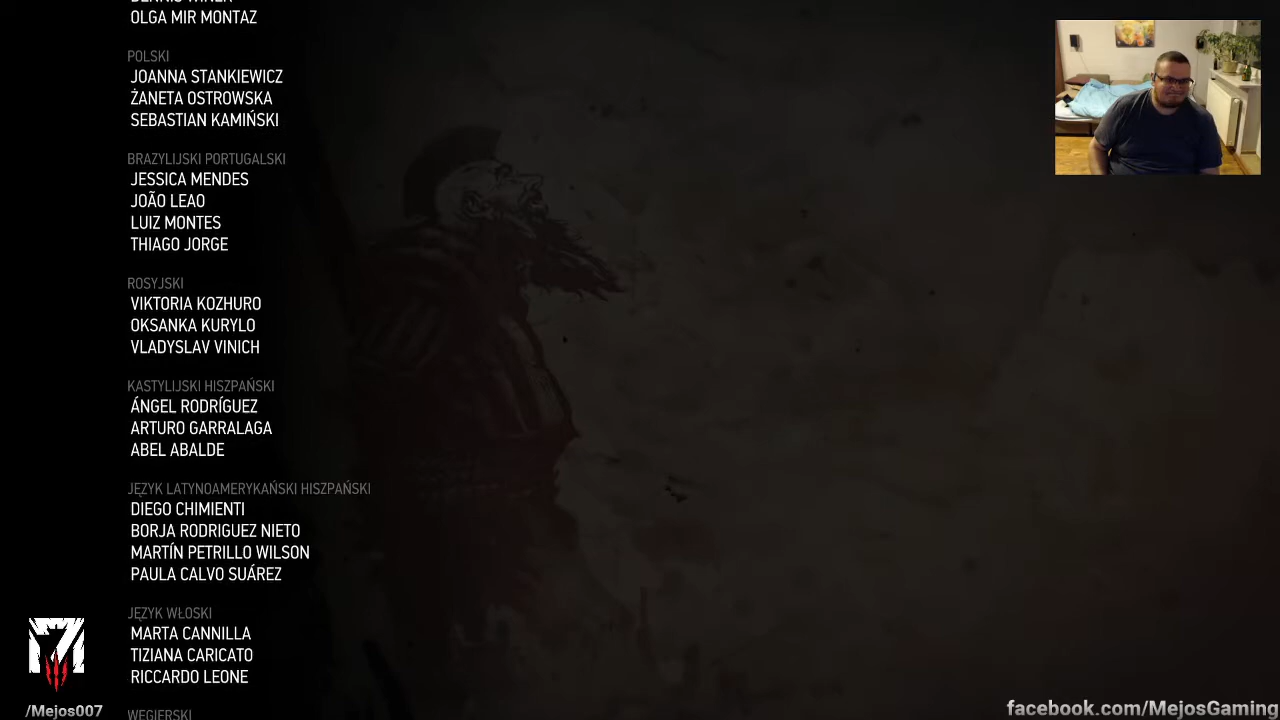 OLGA MIR MONTAZ
POLSKI
JOANNA STANKIEWICZ
ŻANETA OSTROWSKA
SEBASTIAN KAMIŃSKI
BRAZYLIJSKI PORTUGALSKI
JESSICA MENDES
JOÃO LEAO
LUIZ MONTES
THIAGO JORGE
ROSYJSKI
VIKTORIA KOZHURO
OKSANKA KURYLO
VLADYSLAV VINICH
KASTYLIJSKI HISZPAŃSKI
ÁNGEL RODRÍGUEZ
ARTURO GARRALAGA
ABEL ABALDE
JĘZYK LATYNOAMERYKAŃSKI HISZPAŃSKI
DIEGO CHIMIENTI
BORJA RODRIGUEZ NIETO
MARTÍN PETRILLO WILSON
PAULA CALVO SUÁREZ
JĘZYK WŁOSKI
MARTA CANNILLA
TIZIANA CARICATO
RICCARDO LEONE
WĘGIERSKI
/Mejos007
facebook.com/MejosGaming